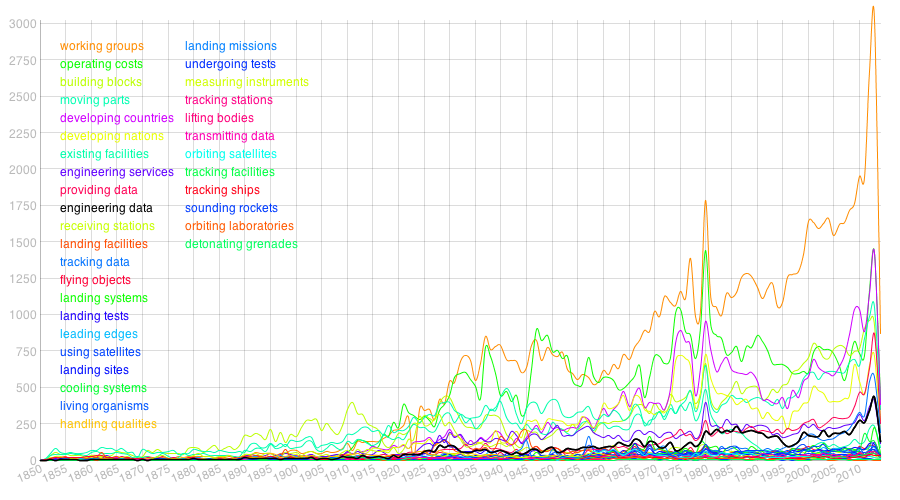 3000
2750
2500
2250
2000
1750
1500
1250
1000
750
500
250
0
working groups
operating costs
building blocks
moving parts
developing countries
developing nations
existing facilities
engineering services
providing data
engineering data
receiving stations
landing facilities
tracking data
flying objects
landing systems
landing tests
leading edges
using satellites
landing sites
cooling systems
living organisms
handling qualities
landing missions
undergoing tests
measuring instruments
tracking stations
lifting bodies
transmitting data
orbiting satellites
tracking facilities
tracking ships
sounding rockets
orbiting laboratories
detonating grenades
1850 1855 1860 1865 1870 1875 1880 1885 1890 1895 1900 1905 1910 1915 1920 1925 1930 1935 1940 1945 1950 1955 1960 1965 1970 1975 1980 1985 1990 1995 2000 2005 2010